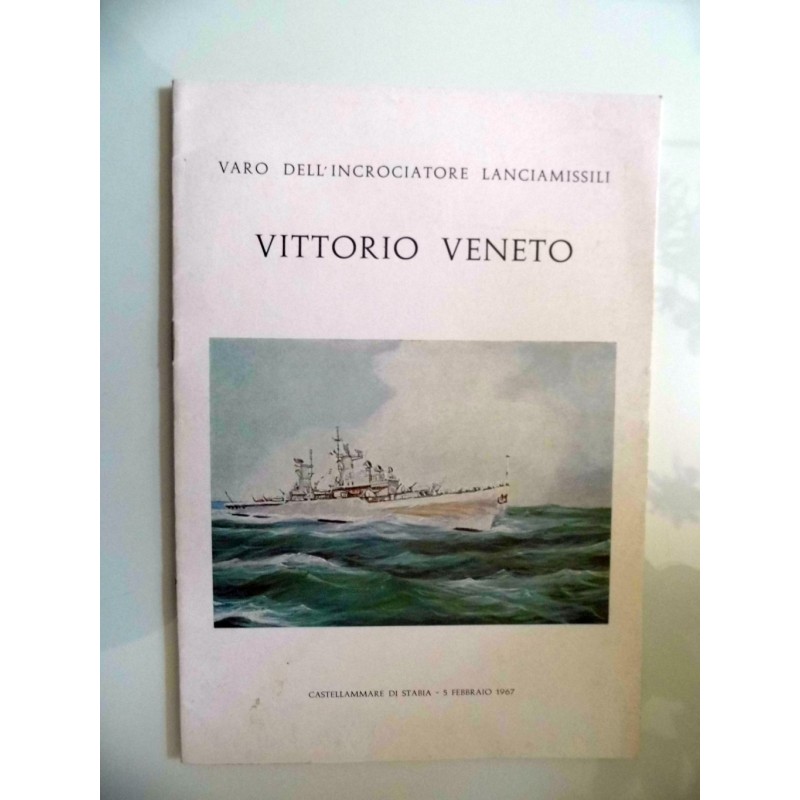 VARO DELL'INCROCIATORE LANCIAMISSILI
VITTORIO VENETO
CASTELLAMMARE DI STABIA - 5 FEBBRAIO 1967